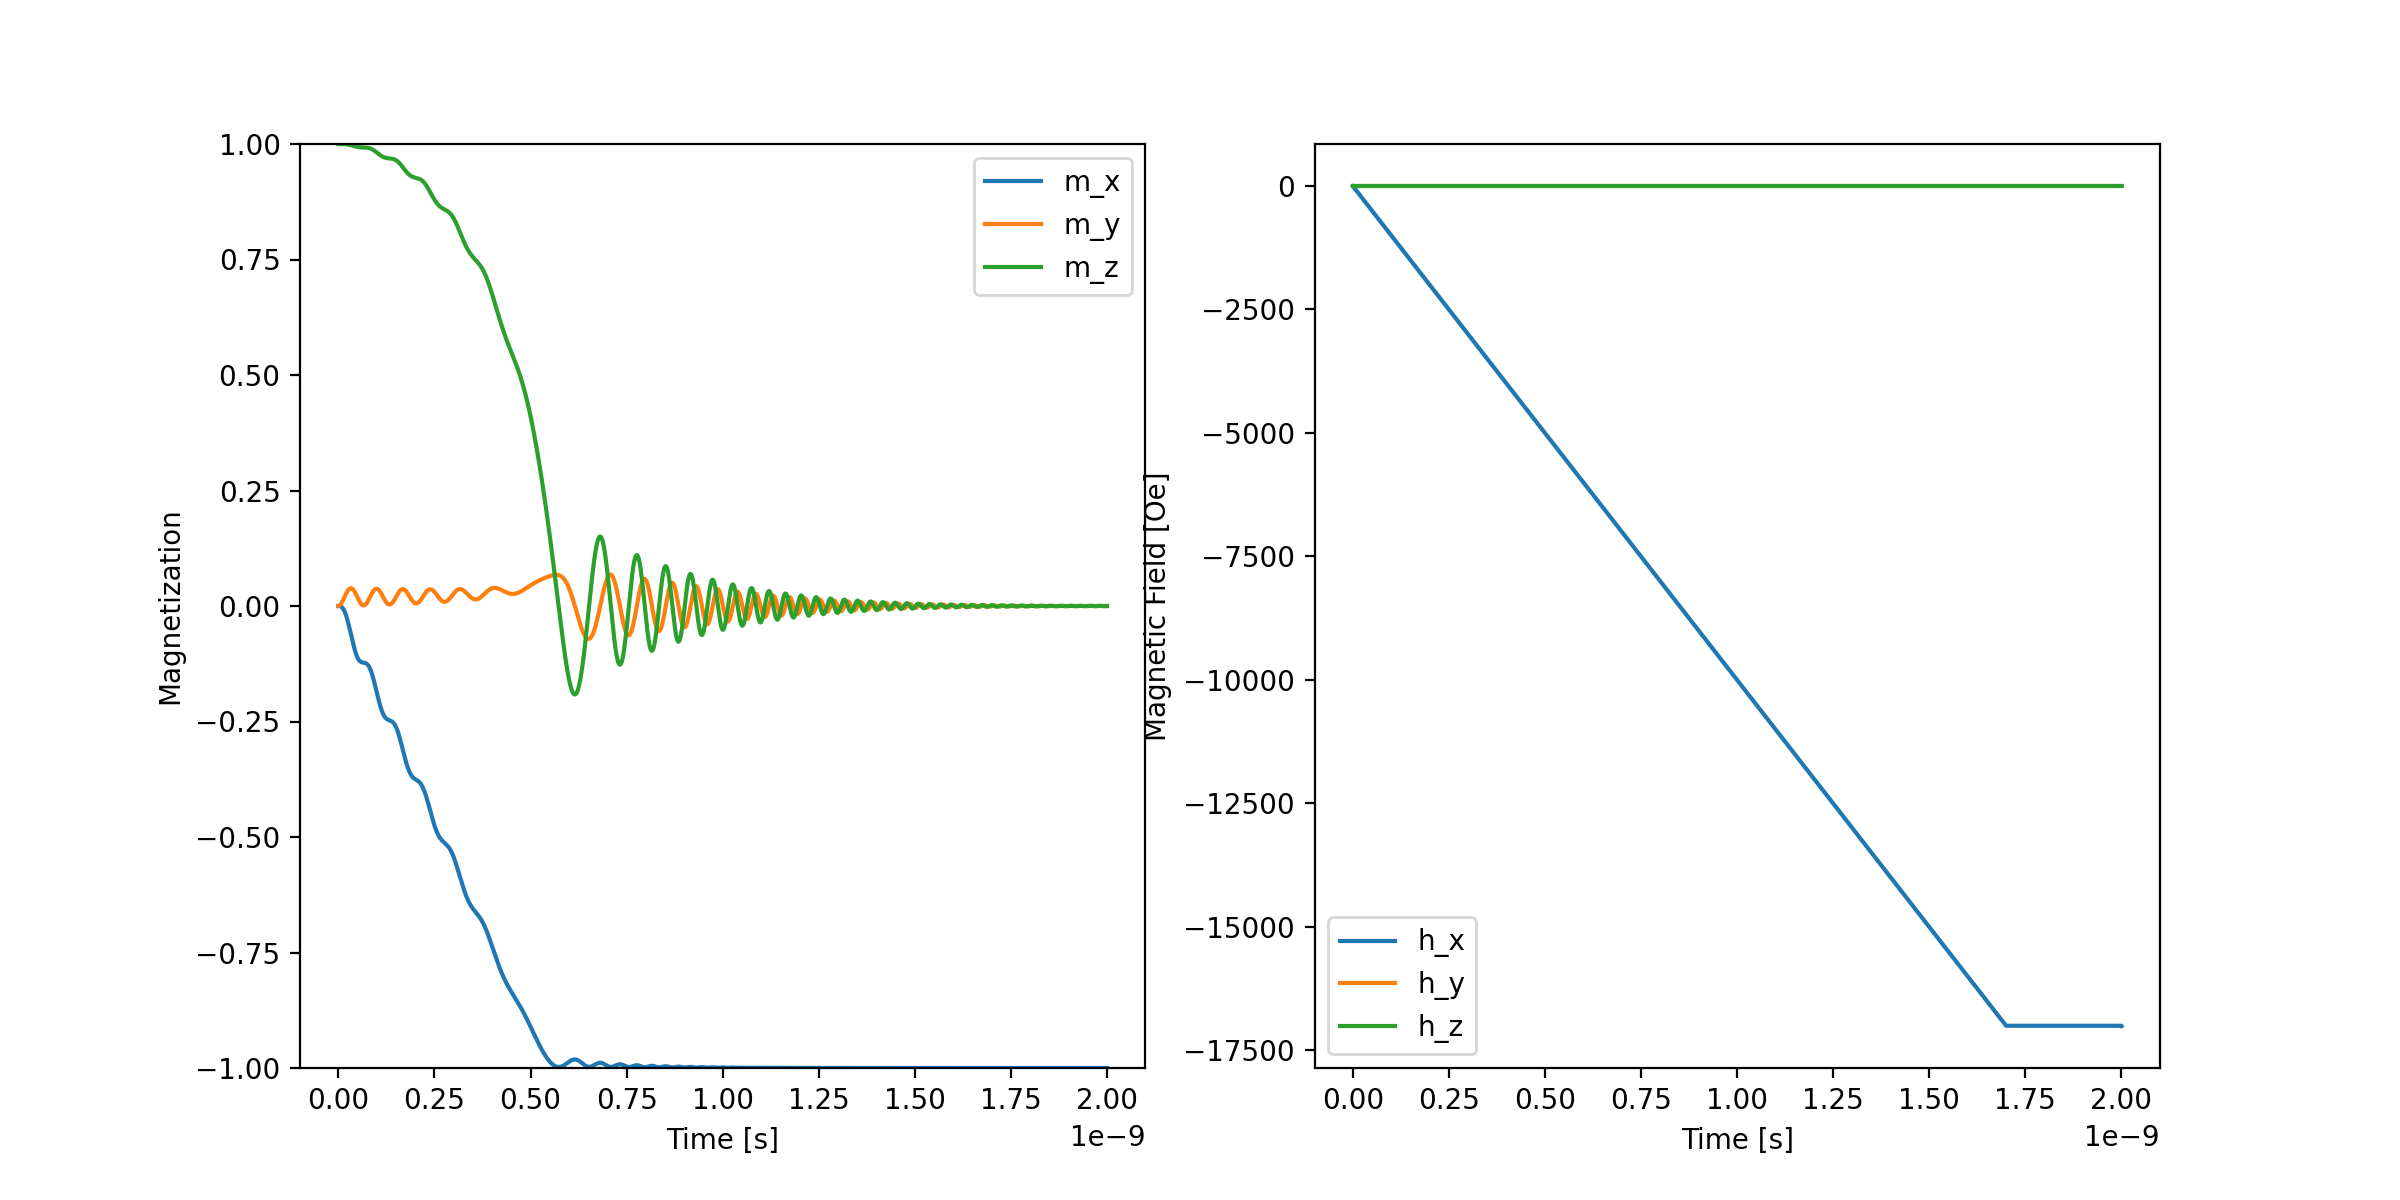 1.00
0.75
0.50
0.25
0.00
−0.25
−0.50
−0.75
−1.00
Magnetization
m_x
m_y
m_z
0.00 0.25 0.50 0.75 1.00 1.25 1.50 1.75 2.00
Time [s]
1e−9
0
−2500
−5000
−7500
−10000
−12500
−15000
−17500
Magnetic Field [Oe]
h_x
h_y
h_z
0.00 0.25 0.50 0.75 1.00 1.25 1.50 1.75 2.00
Time [s]
1e−9